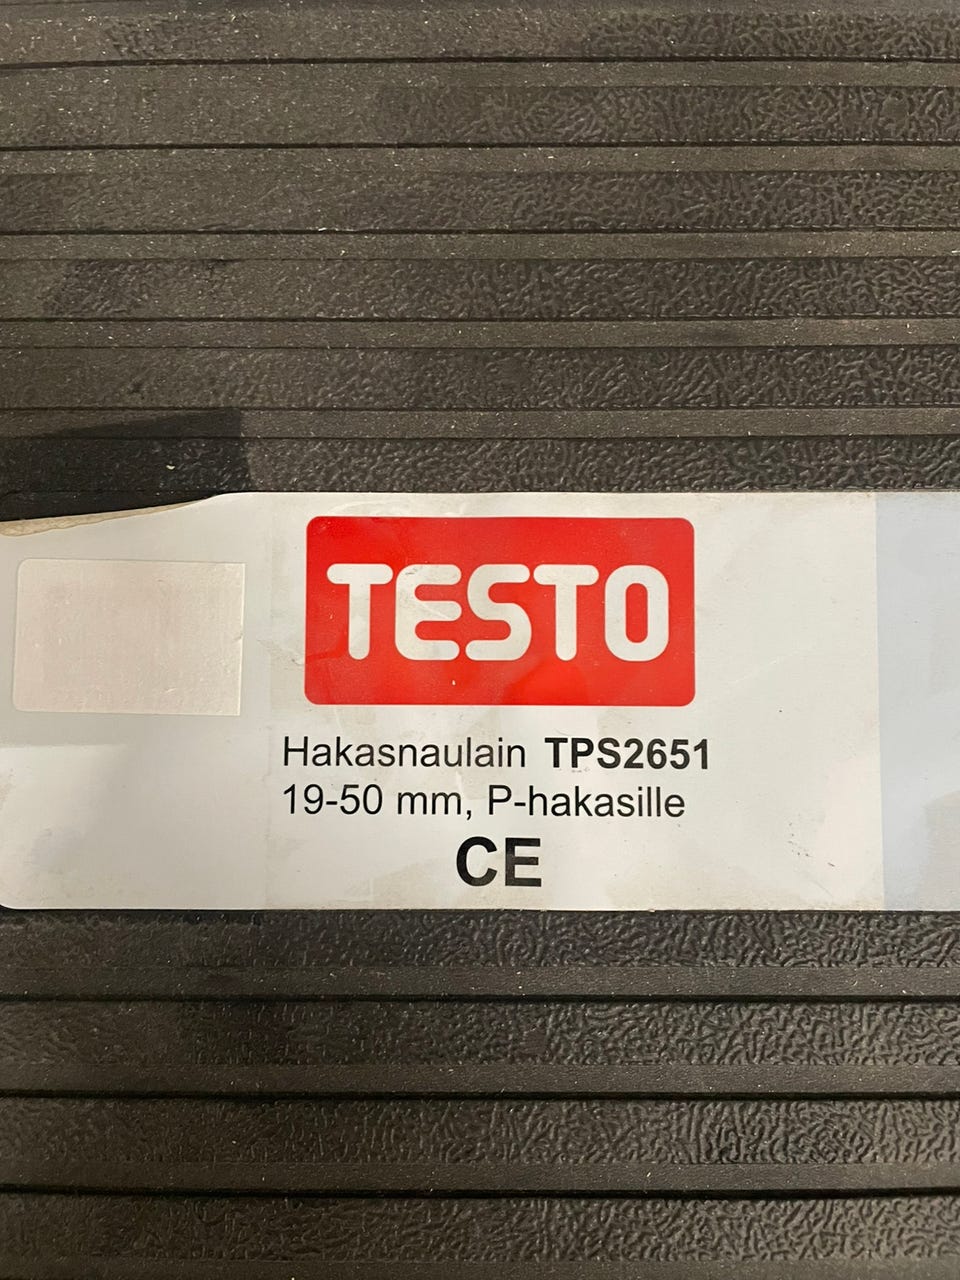 TESTO
Hakasnaulain TPS2651
19-50 mm, P-hakasille
CE